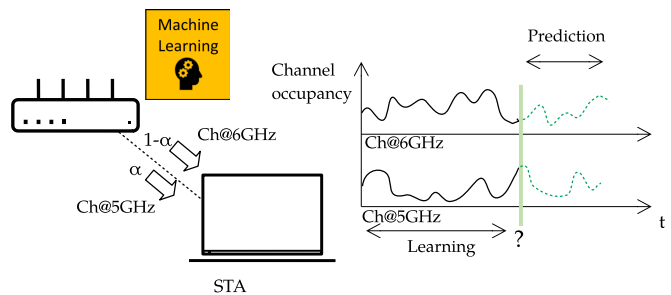 Machine
Learning
1-α
Ch@6GHz
α
Ch@5GHz
STA
Prediction
Channel
occupancy
Ch@6GHz
Ch@5GHz
Learning
?
t